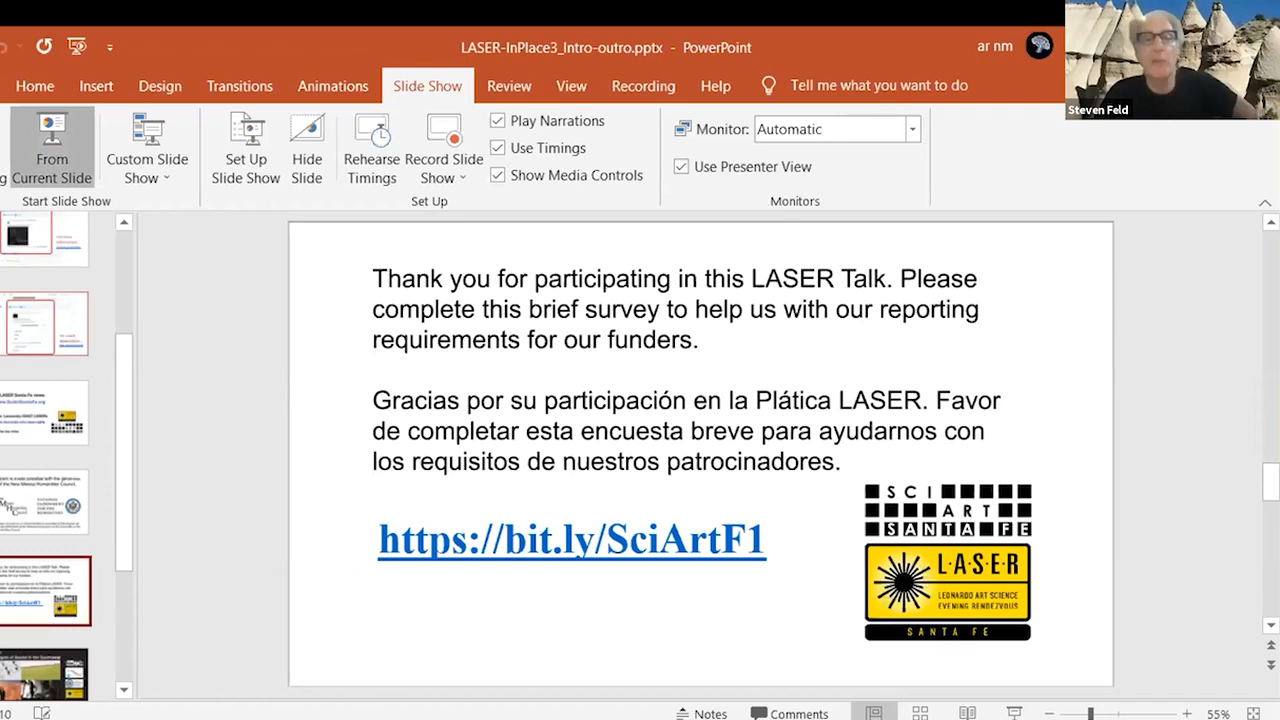 LASER-InPlace3_Intro-outro.pptx - PowerPoint
ar nm
Steven Feld
Home Insert Design Transitions Animations Slide Show Review View Recording Help Tell me what you want to do
From
Current Slide
Custom Slide
Show
Set Up
Slide Show
Hide
Slide
Rehearse
Timings
Record Slide
Show
Play Narrations
Use Timings
Show Media Controls
Monitor: Automatic
Use Presenter View
Start Slide Show
Set Up
Monitors
Thank you for participating in this LASER Talk. Please
complete this brief survey to help us with our reporting
requirements for our funders.
Gracias por su participación en la Plática LASER. Favor
de completar esta encuesta breve para ayudarnos con
los requisitos de nuestros patrocinadores.
https://bit.ly/SciArtF1
SCI
ART
SANTA FE
L·A·S·E·R
LEONARDO ART SCIENCE
EVENING RENDEZVOUS
SANTA FE
10
Notes
Comments
55%